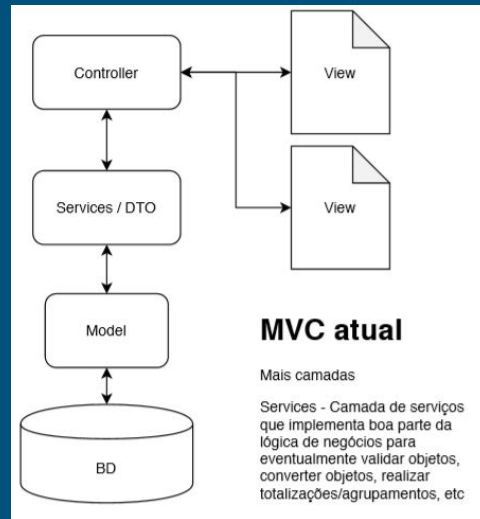 Controller
View
Services / DTO
View
Model
BD
MVC atual
Mais camadas
Services - Camada de serviços
que implementa boa parte da
lógica de negócios para
eventualmente validar objetos,
converter objetos, realizar
totalizações/agrupamentos, etc